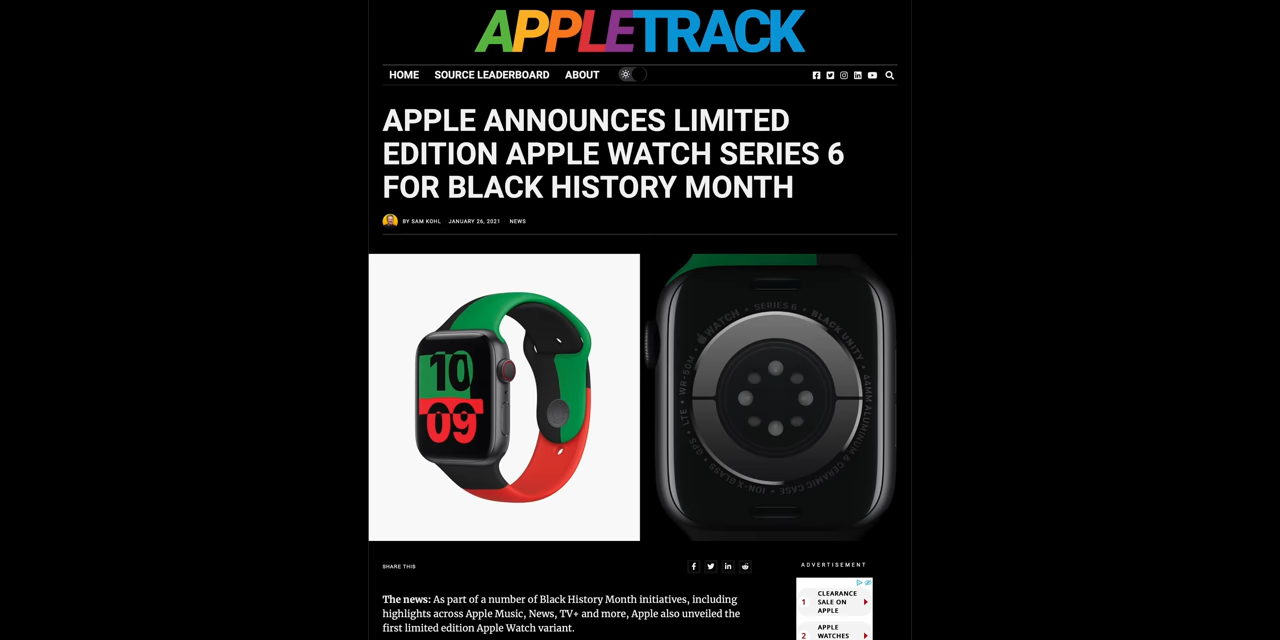 APPLETRACK
HOME SOURCE LEADERBOARD ABOUT
APPLE ANNOUNCES LIMITED
EDITION APPLE WATCH SERIES 6
FOR BLACK HISTORY MONTH
BY SAM KOHL JANUARY 26, 2021 NEWS
10
09
WATCH • SERIES 6 • BLACK UNITY • 44MM ALUMINUM & CERAMIC CASE • ION-X GLASS • GPS • LTE • WR-50M •
SHARE THIS
ADVERTISEMENT
1 CLEARANCE
SALE ON
APPLE
2 APPLE
WATCHES
The news: As part of a number of Black History Month initiatives, including
highlights across Apple Music, News, TV+ and more, Apple also unveiled the
first limited edition Apple Watch variant.